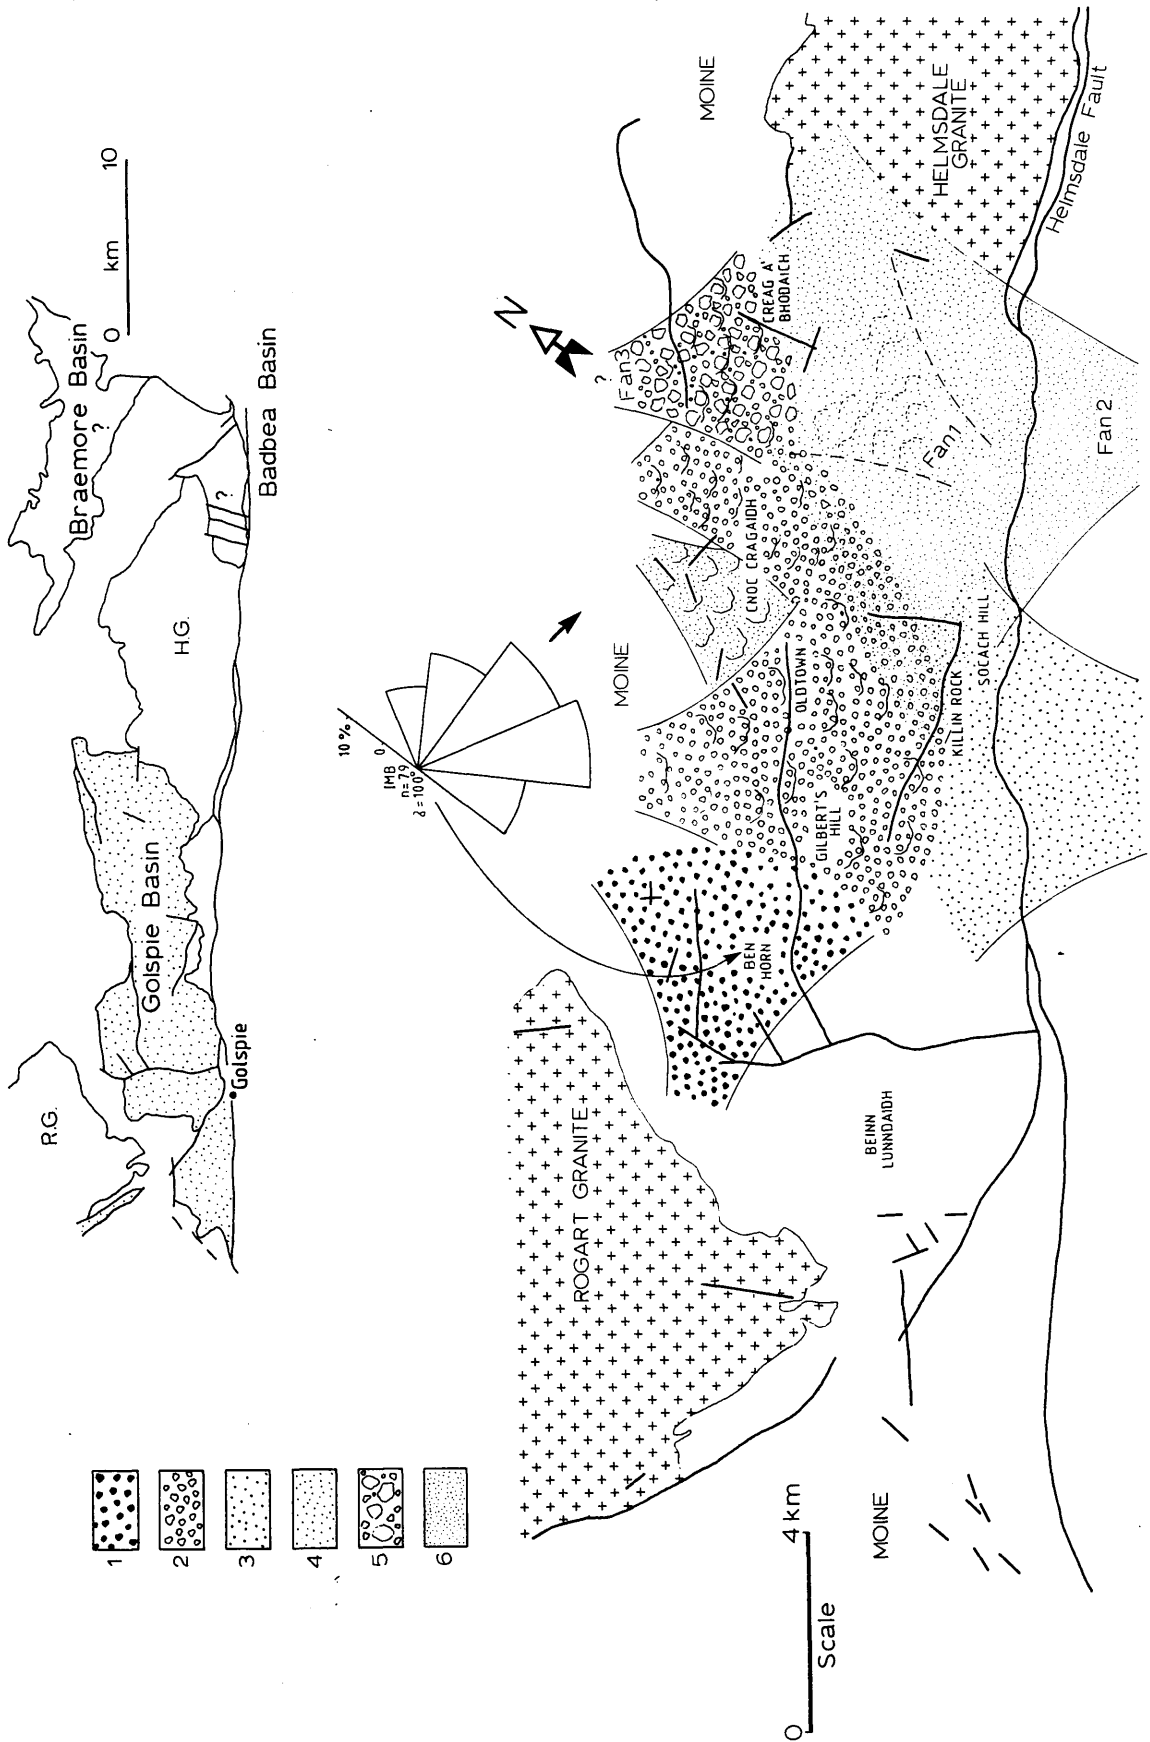 Braemore Basin
?
0 km 10
Badbea Basin
?
H.G.
Golspie Basin
Golspie
R.G.
N
10 %
0
IMB
n=79
ƛ=100°
MOINE
MOINE
HELMSDALE
GRANITE
Helmsdale Fault
?
Fan3
CREAG A'
BHODAICH
Fan1
Fan 2
CNOC CRAGAIDH
OLDTOWN
GILBERT'S
HILL
KILLIN ROCK
SOCACH HILL
BEN
HORN
ROGART GRANITE
BEINN
LUNNDAIDH
MOINE
1
2
3
4
5
6
0 4 km
Scale